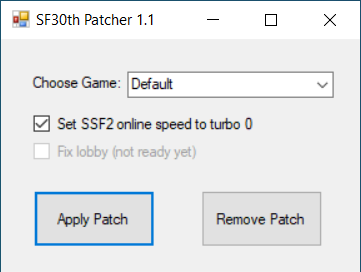 SF30th Patcher 1.1
Choose Game: Default
Set SSF2 online speed to turbo 0
Fix lobby (not ready yet)
Apply Patch Remove Patch